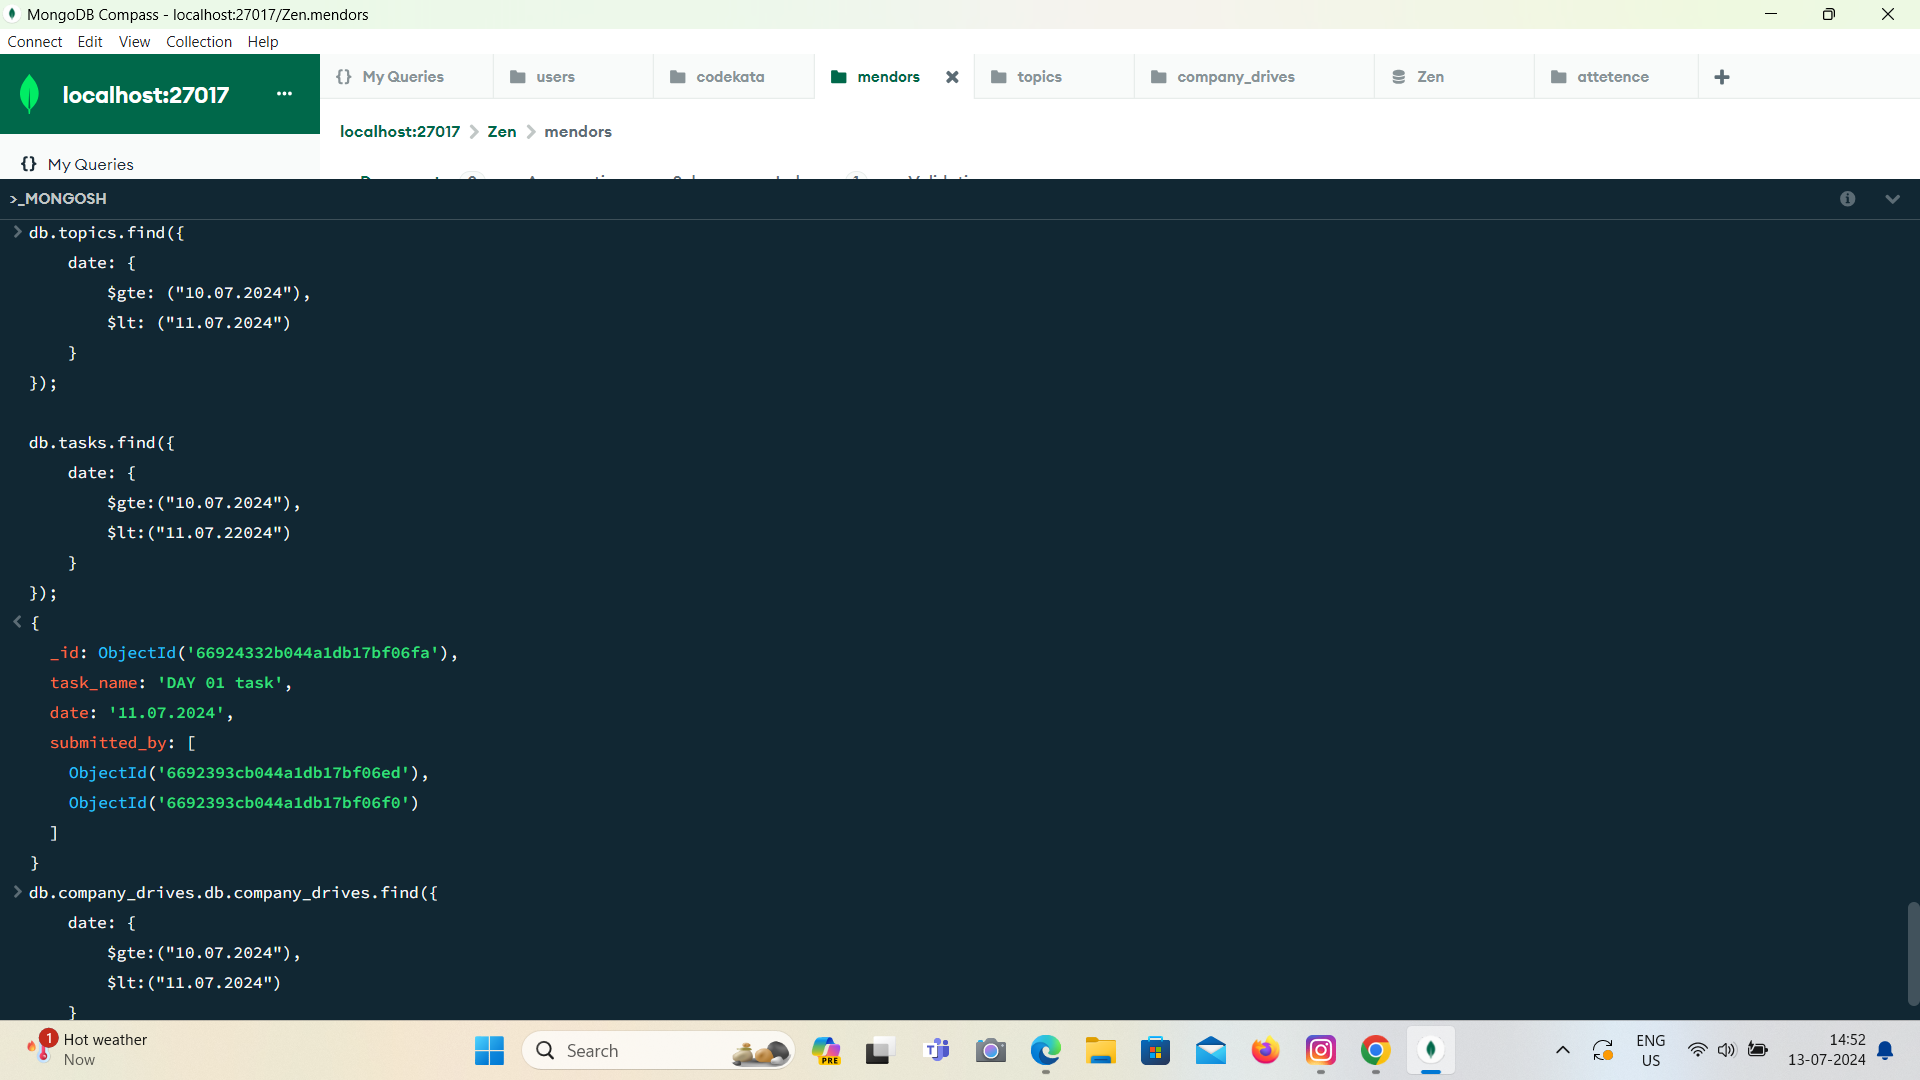 MongoDB Compass - localhost:27017/Zen.mendors
Connect Edit View Collection Help
localhost:27017 ...
{} My Queries users codekata mendors topics company_drives Zen attetence
localhost:27017 > Zen > mendors
{} My Queries
>_MONGOSH
> db.topics.find({
date: {
$gte: ("10.07.2024"),
$lt: ("11.07.2024")
}
});
db.tasks.find({
date: {
$gte:("10.07.2024"),
$lt:("11.07.22024")
}
});
< {
_id: ObjectId('66924332b044a1db17bf06fa'),
task_name: 'DAY 01 task',
date: '11.07.2024',
submitted_by: [
ObjectId('6692393cb044a1db17bf06ed'),
ObjectId('6692393cb044a1db17bf06f0')
]
}
> db.company_drives.db.company_drives.find({
date: {
$gte:("10.07.2024"),
$lt:("11.07.2024")
}
1
Hot weather
Now
Search
PRE
ENG
US
14:52
13-07-2024